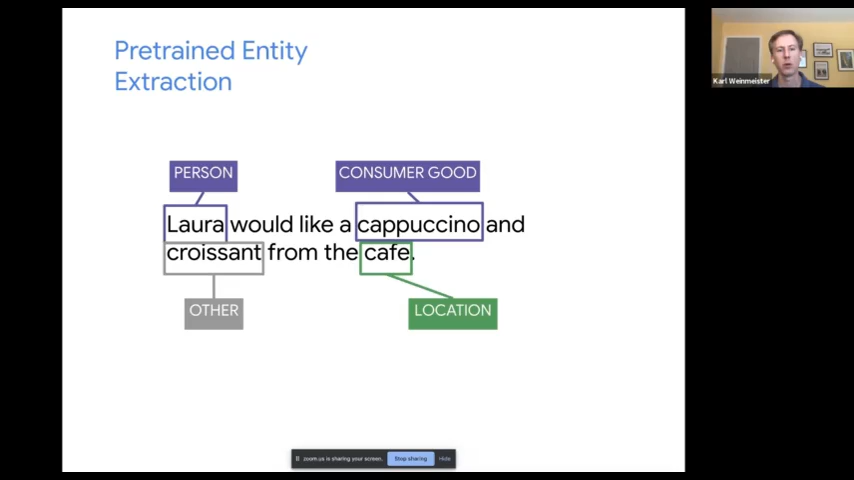 Pretrained Entity
Extraction
Karl Weinmeister
PERSON
CONSUMER GOOD
Laura would like a cappuccino and
croissant from the cafe.
OTHER
LOCATION
zoom.us is sharing your screen.
Stop sharing
Hide